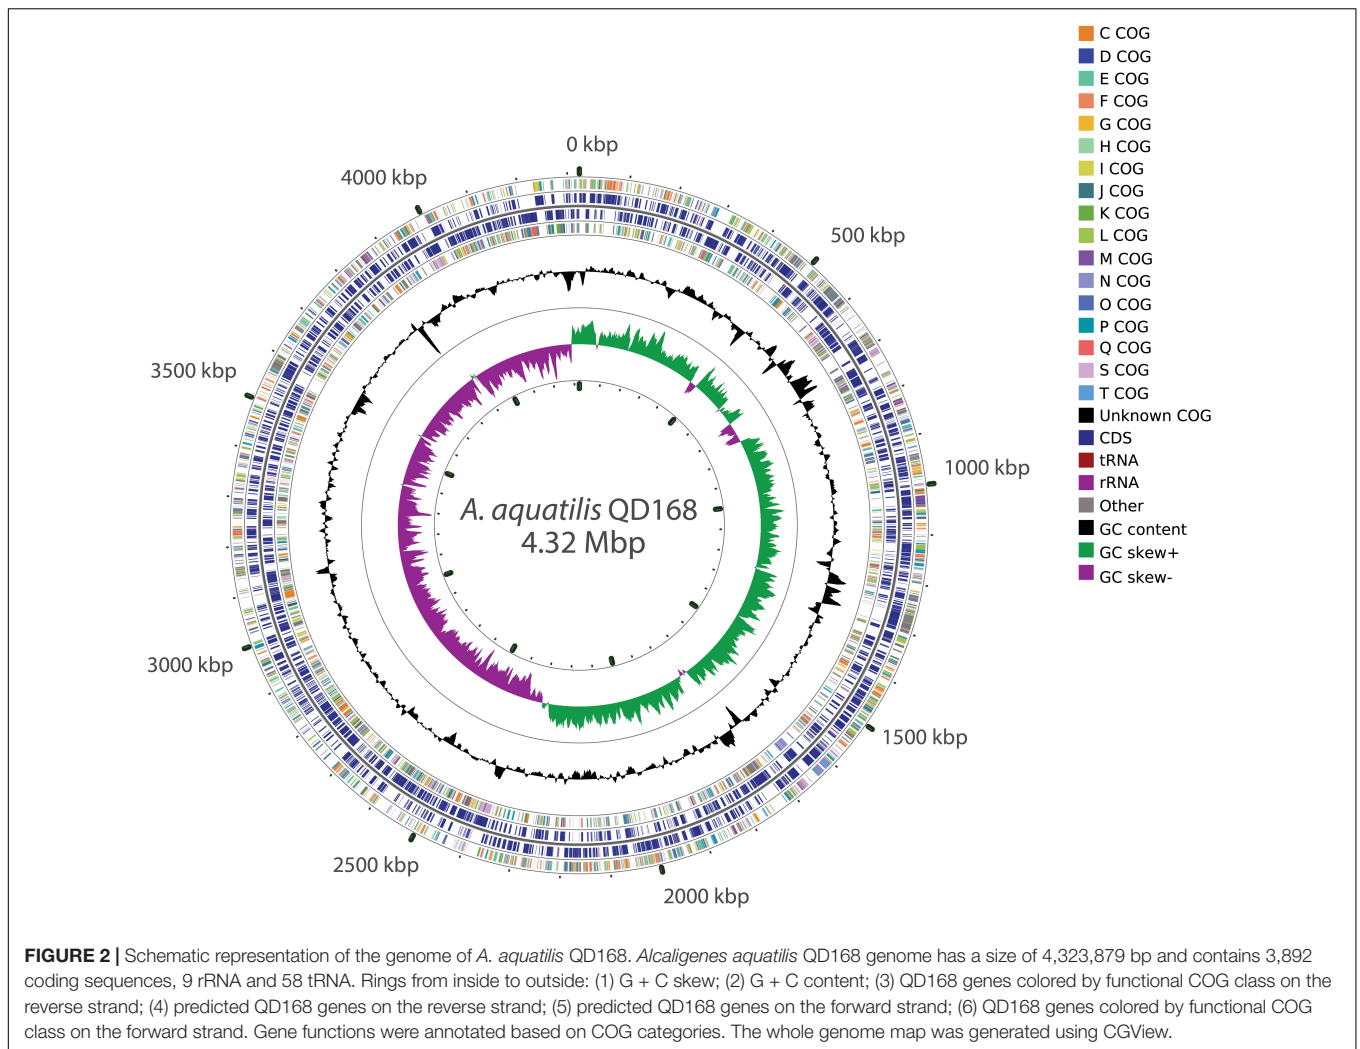 C COG
D COG
E COG
F COG
G COG
H COG
I COG
J COG
K COG
L COG
M COG
N COG
O COG
P COG
Q COG
S COG
T COG
Unknown COG
CDS
tRNA
rRNA
Other
GC content
GC skew+
GC skew-
0 kbp
500 kbp
1000 kbp
1500 kbp
2000 kbp
2500 kbp
3000 kbp
3500 kbp
4000 kbp
A. aquatilis QD168
4.32 Mbp
FIGURE 2 | Schematic representation of the genome of A. aquatilis QD168. Alcaligenes aquatilis QD168 genome has a size of 4,323,879 bp and contains 3,892
coding sequences, 9 rRNA and 58 tRNA. Rings from inside to outside: (1) G + C skew; (2) G + C content; (3) QD168 genes colored by functional COG class on the
reverse strand; (4) predicted QD168 genes on the reverse strand; (5) predicted QD168 genes on the forward strand; (6) QD168 genes colored by functional COG
class on the forward strand. Gene functions were annotated based on COG categories. The whole genome map was generated using CGView.